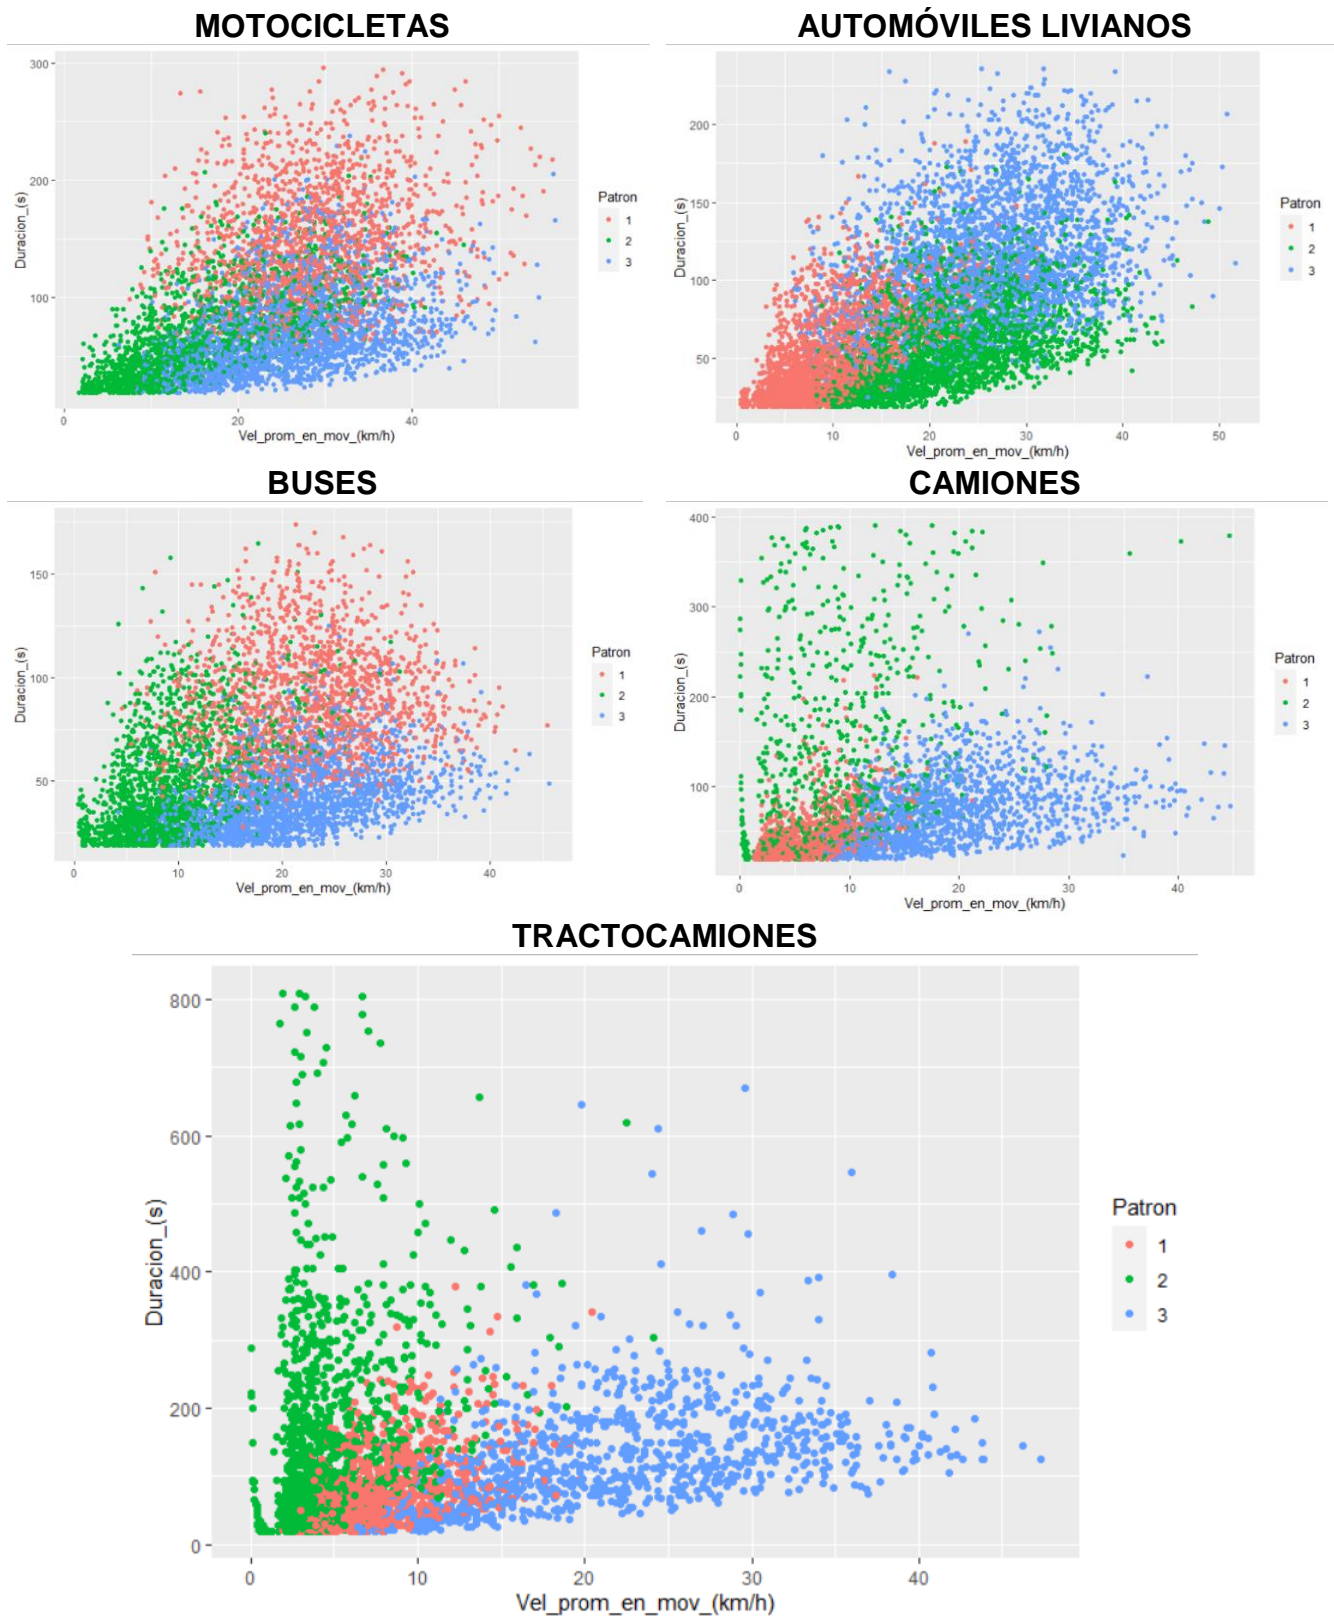 MOTOCICLETAS
300
200
100
Duracion_(s)
0
20
40
Vel_prom_en_mov_(km/h)
Patron
1
2
3
AUTOMÓVILES LIVIANOS
200
150
100
50
Duracion_(s)
0
10
20
30
40
50
Vel_prom_en_mov_(km/h)
Patron
1
2
3
BUSES
150
100
50
Duracion_(s)
0
10
20
30
40
Vel_prom_en_mov_(km/h)
Patron
1
2
3
CAMIONES
400
300
200
100
Duracion_(s)
0
10
20
30
40
Vel_prom_en_mov_(km/h)
Patron
1
2
3
TRACTOCAMIONES
800
600
400
200
0
Duracion_(s)
0
10
20
30
40
Vel_prom_en_mov_(km/h)
Patron
1
2
3